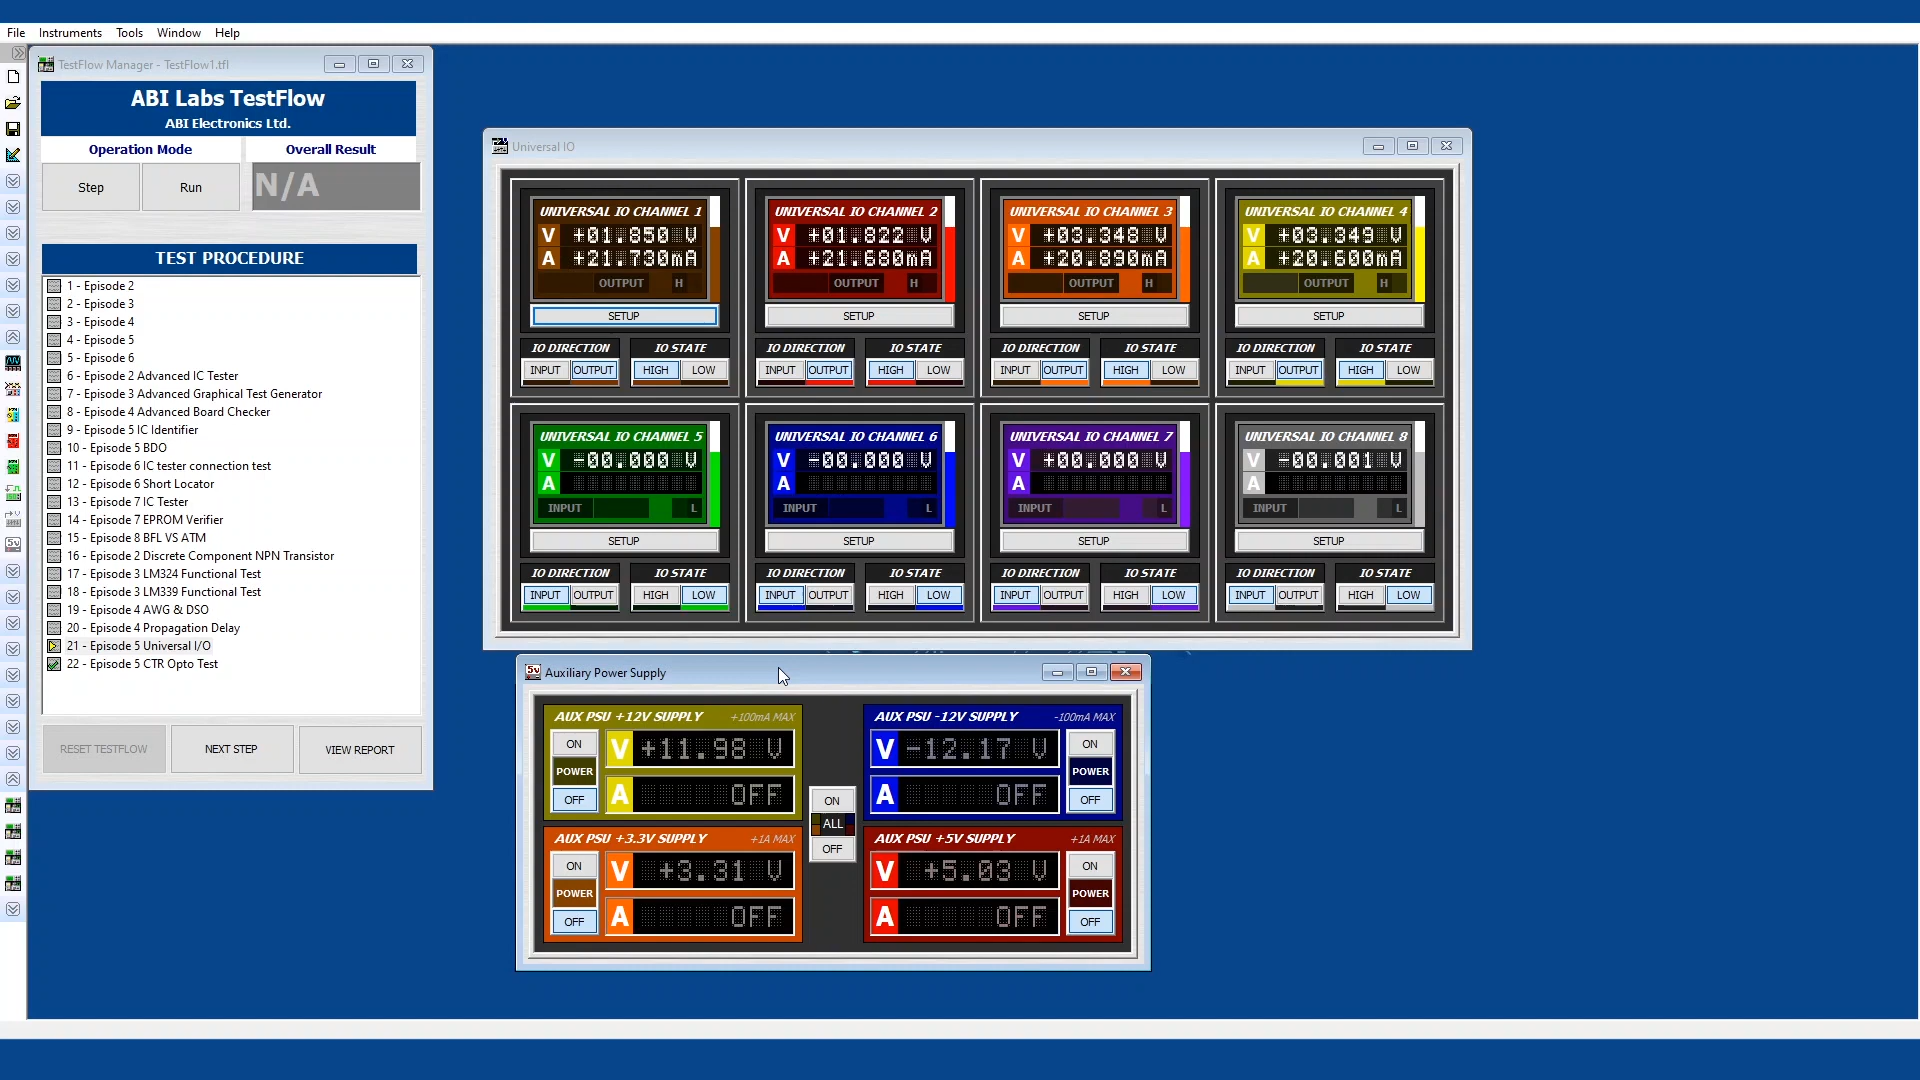 File Instruments Tools Window Help
TestFlow Manager - TestFlow1.tfl
ABI Labs TestFlow
ABI Electronics Ltd.
Operation Mode Overall Result
Step Run N/A
TEST PROCEDURE
1 - Episode 2
2 - Episode 3
3 - Episode 4
4 - Episode 5
5 - Episode 6
6 - Episode 2 Advanced IC Tester
7 - Episode 3 Advanced Graphical Test Generator
8 - Episode 4 Advanced Board Checker
9 - Episode 5 IC Identifier
10 - Episode 5 BDO
11 - Episode 6 IC tester connection test
12 - Episode 6 Short Locator
13 - Episode 7 IC Tester
14 - Episode 7 EPROM Verifier
15 - Episode 8 BFL VS ATM
16 - Episode 2 Discrete Component NPN Transistor
17 - Episode 3 LM324 Functional Test
18 - Episode 3 LM339 Functional Test
19 - Episode 4 AWG & DSO
20 - Episode 4 Propagation Delay
21 - Episode 5 Universal I/O
22 - Episode 5 CTR Opto Test
RESET TESTFLOW NEXT STEP VIEW REPORT
Universal IO
UNIVERSAL IO CHANNEL 1 UNIVERSAL IO CHANNEL 2 UNIVERSAL IO CHANNEL 3 UNIVERSAL IO CHANNEL 4
V +01.850 V V +01.822 V V +03.348 V V +03.349 V
A +21.730mA A +21.680mA A +20.890mA A +20.600mA
OUTPUT H OUTPUT H OUTPUT H OUTPUT H
SETUP SETUP SETUP SETUP
IO DIRECTION IO STATE IO DIRECTION IO STATE IO DIRECTION IO STATE IO DIRECTION IO STATE
INPUT OUTPUT HIGH LOW INPUT OUTPUT HIGH LOW INPUT OUTPUT HIGH LOW INPUT OUTPUT HIGH LOW
UNIVERSAL IO CHANNEL 5 UNIVERSAL IO CHANNEL 6 UNIVERSAL IO CHANNEL 7 UNIVERSAL IO CHANNEL 8
V -00.000 V V -00.000 V V +00.000 V V -00.001 V
A A A A
INPUT L INPUT L INPUT L INPUT L
SETUP SETUP SETUP SETUP
IO DIRECTION IO STATE IO DIRECTION IO STATE IO DIRECTION IO STATE IO DIRECTION IO STATE
INPUT OUTPUT HIGH LOW INPUT OUTPUT HIGH LOW INPUT OUTPUT HIGH LOW INPUT OUTPUT HIGH LOW
5v Auxiliary Power Supply
AUX PSU +12V SUPPLY +100mA MAX AUX PSU -12V SUPPLY -100mA MAX
ON V +11.98 V V -12.17 V ON
POWER POWER
OFF A OFF ON A OFF OFF
ALL
AUX PSU +3.3V SUPPLY +1A MAX OFF AUX PSU +5V SUPPLY +1A MAX
ON V +3.31 V V +5.03 V ON
POWER POWER
OFF A OFF A OFF OFF
5v